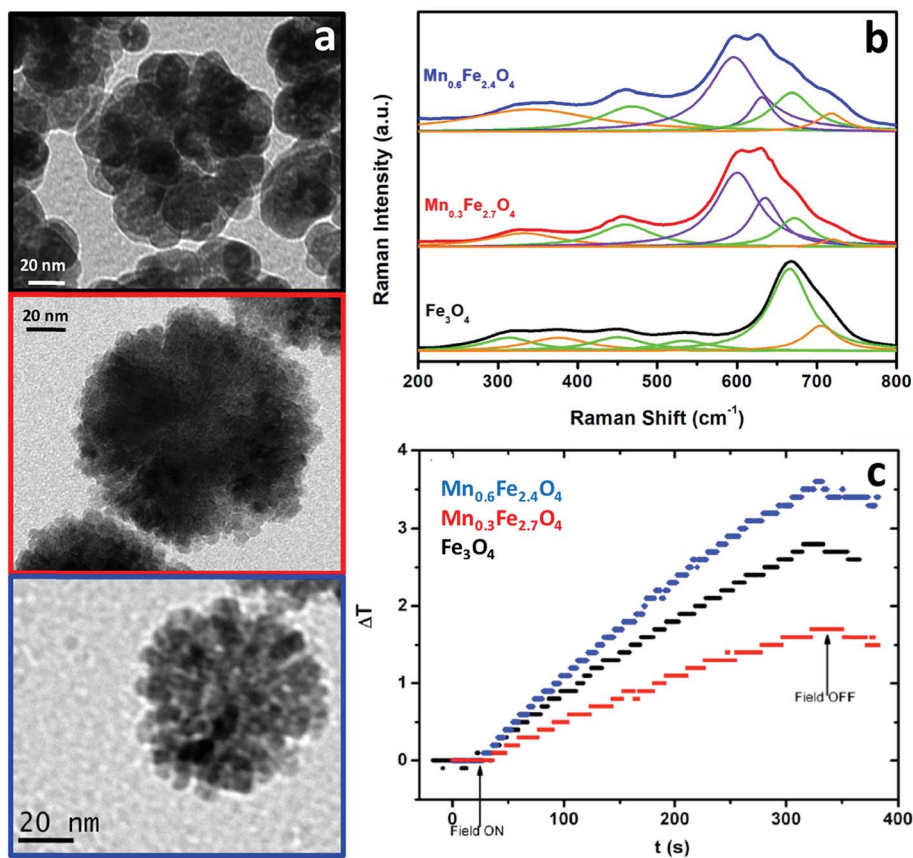 a
20 nm
20 nm
20 nm
b
Mn0.6Fe2.4O4
Mn0.3Fe2.7O4
Fe3O4
Raman Intensity (a.u.)
200 300 400 500 600 700 800
Raman Shift (cm-1)
c
Mn0.6Fe2.4O4
Mn0.3Fe2.7O4
Fe3O4
4
3
2
1
0
ΔT
Field OFF
Field ON
0 100 200 300 400
t (s)